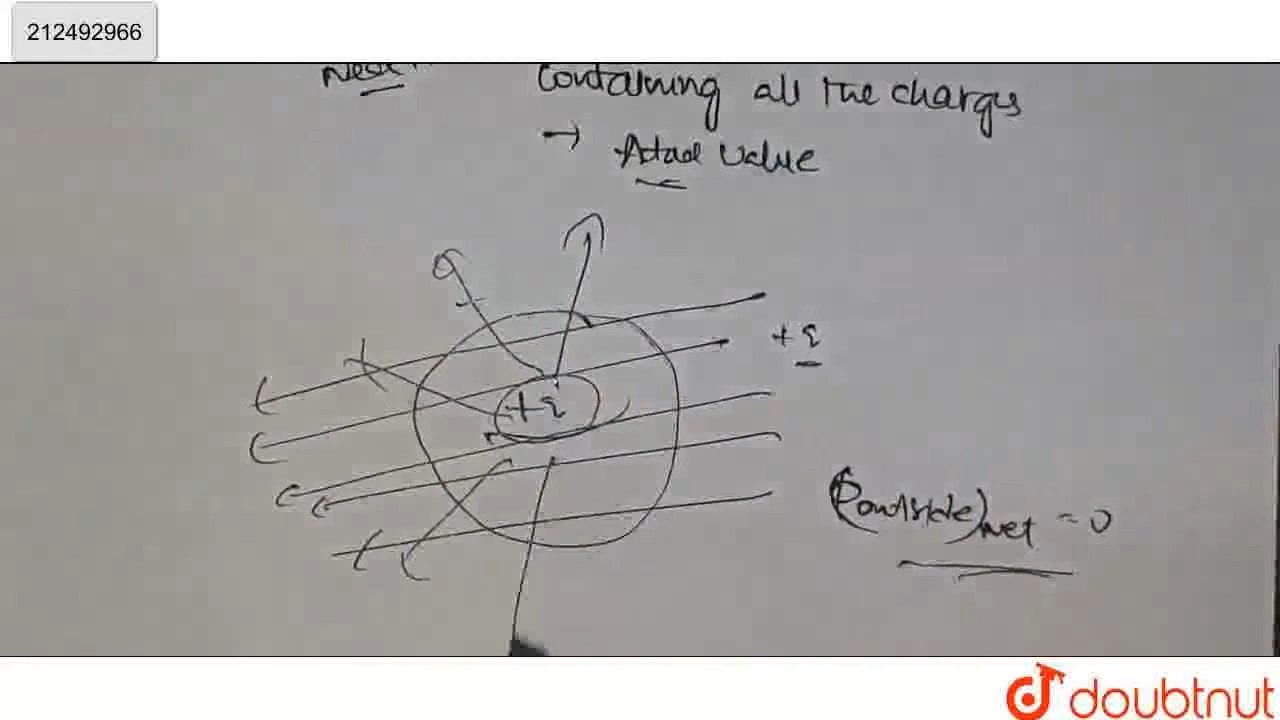 212492966
Containing all the charges
→ Actual value
+q
+q
(ϕoutside)net = 0
doubtnut